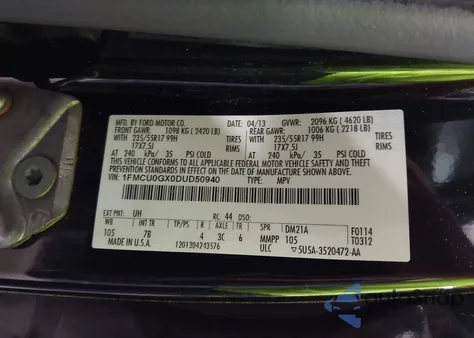 MFD. BY FORD MOTOR CO.
DATE: 04/13 GVWR: 2096 KG ( 4620 LB)
FRONT GAWR: 1098 KG ( 2420 LB) REAR GAWR: 1006 KG ( 2218 LB)
WITH WITH
235/55R17 99H TIRES 235/55R17 99H TIRES
17X7.5J RIMS 17X7.5J RIMS
AT 240 kPa/ 35 PSI COLD AT 240 kPa/ 35 PSI COLD
THIS VEHICLE CONFORMS TO ALL APPLICABLE FEDERAL MOTOR VEHICLE SAFETY AND THEFT PREVENTION
STANDARDS IN EFFECT ON THE DATE OF MANUFACTURE SHOWN ABOVE.
VIN: 1FMCU0GX0DUD50940
TYPE: MPV
EXT PNT: UH RC: 44 DSO:
WB INT TR TP/PS R AXLE TR SPR DM21A F0114
105 7B 4 3C 6 MMPP 105 T0312
MADE IN U.S.A. 1201304243576 ULC 5U5A-3520472-AA
autosnap